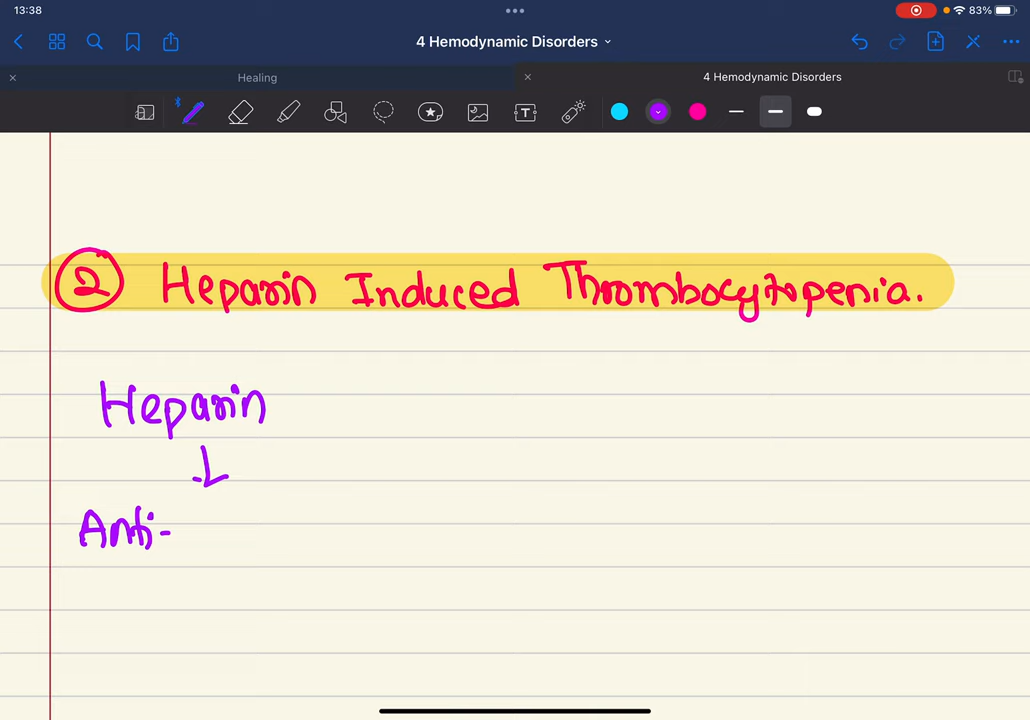 13:38
83%
4 Hemodynamic Disorders
Healing
4 Hemodynamic Disorders
T
2 Heparin Induced Thrombocytopenia.
Heparin
Anti-